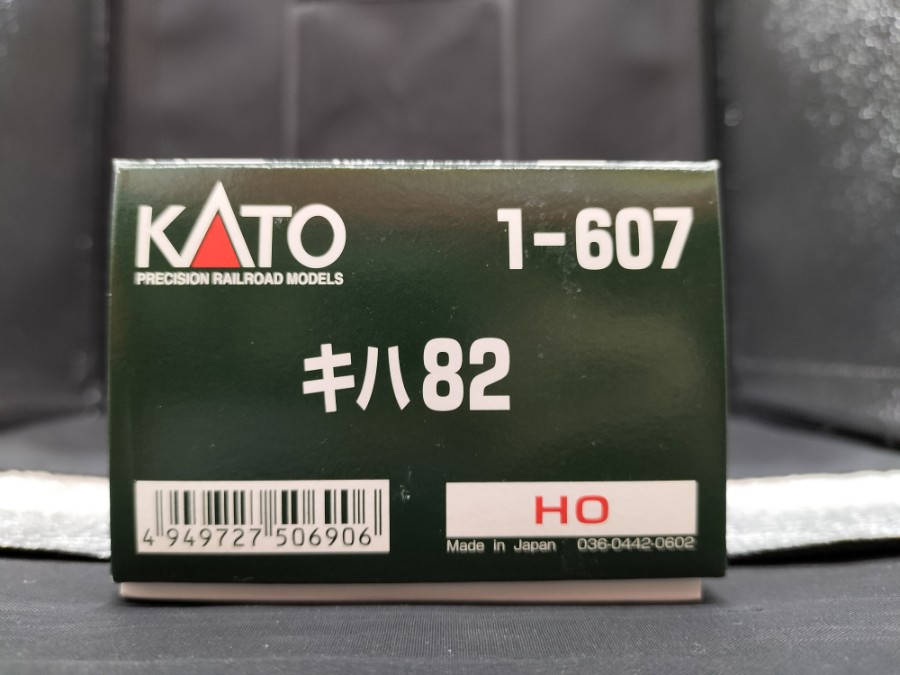 KATO
PRECISION RAILROAD MODELS
1-607
キハ82
4 949727 506906
HO
Made in Japan 036-0442-0602